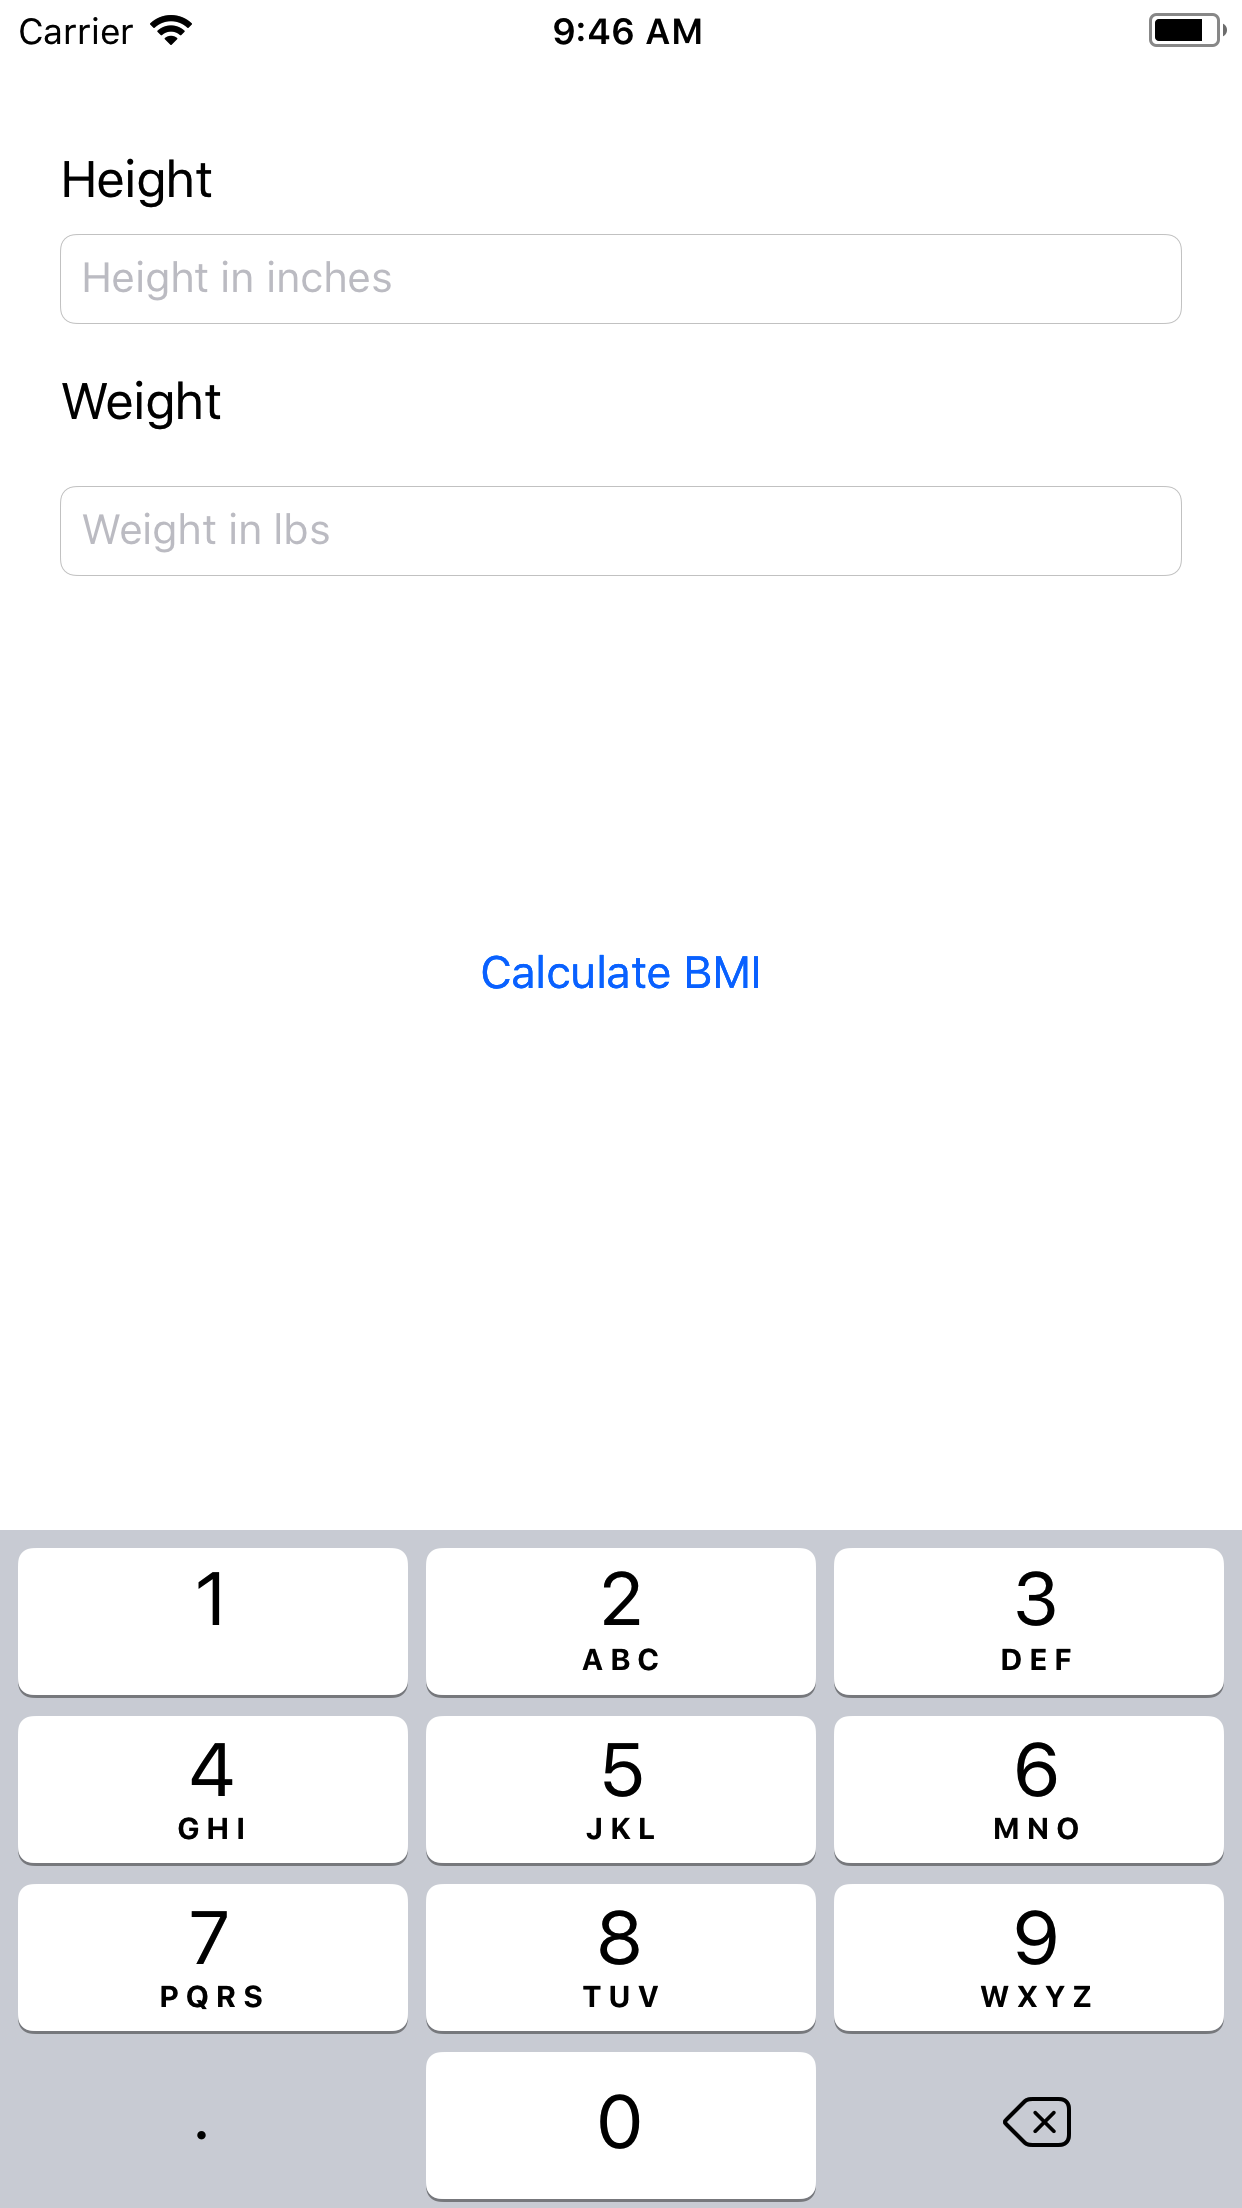 Carrier 9:46 AM
Height
Height in inches
Weight
Weight in lbs
Calculate BMI
1 2 3
ABC DEF
4 5 6
GHI JKL MNO
7 8 9
PQRS TUV WXYZ
. 0